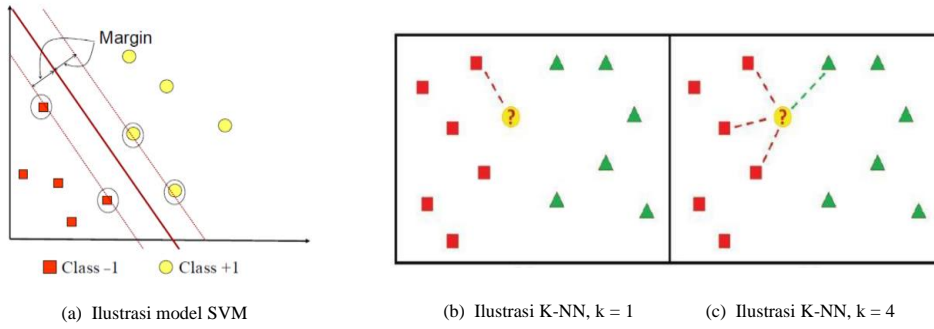 Margin
?
?
Class –1
Class +1
(a) Ilustrasi model SVM
(b) Ilustrasi K-NN, k = 1
(c) Ilustrasi K-NN, k = 4